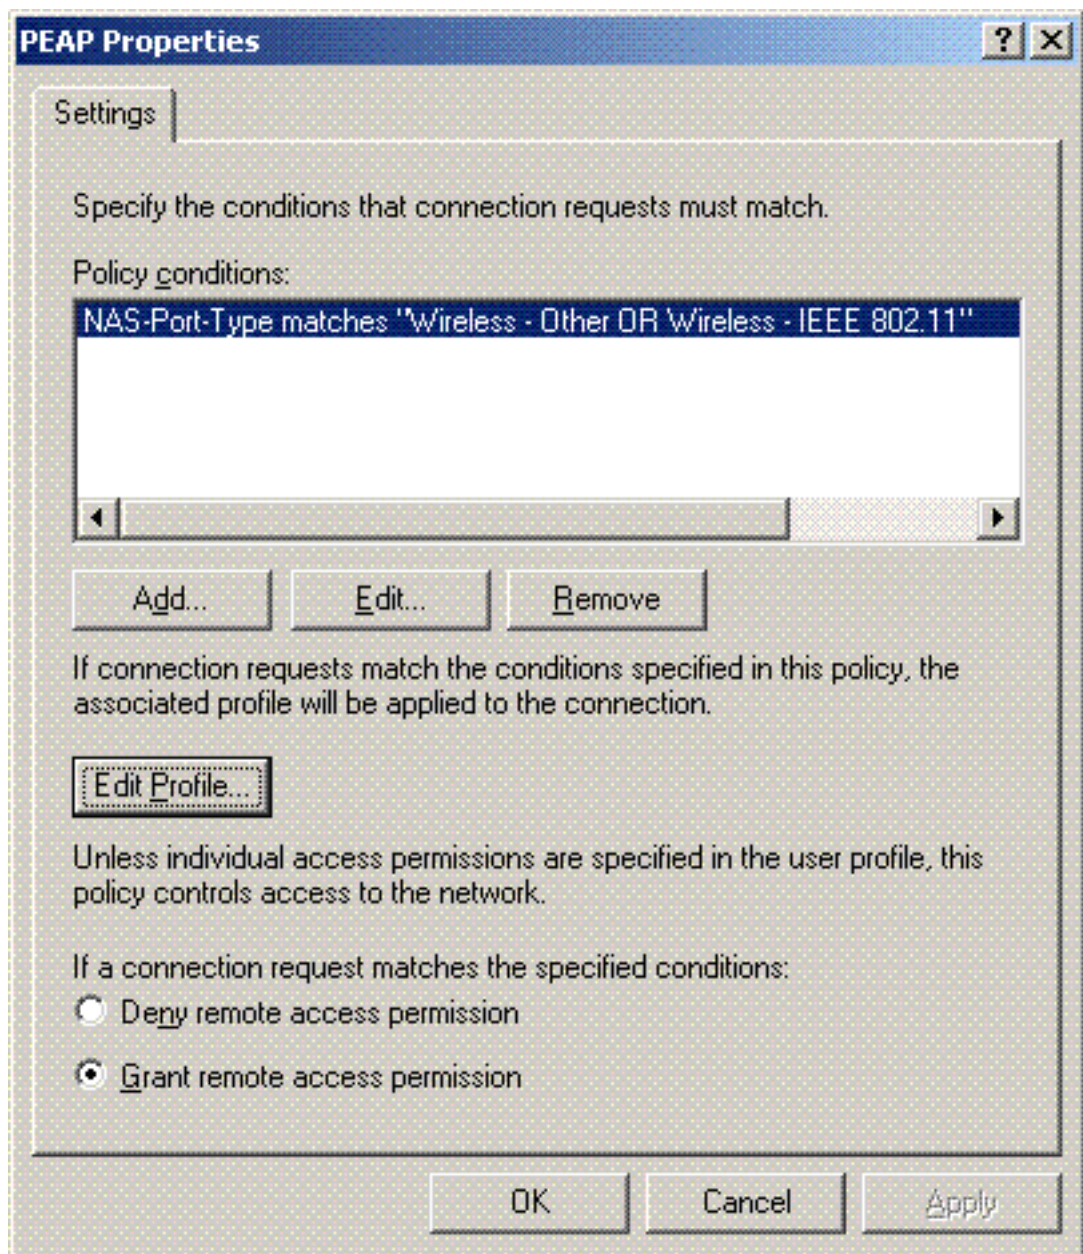 PEAP Properties
Settings
Specify the conditions that connection requests must match.
Policy conditions:
NAS-Port-Type matches "Wireless - Other OR Wireless - IEEE 802.11"
Add... Edit... Remove
If connection requests match the conditions specified in this policy, the
associated profile will be applied to the connection.
Edit Profile...
Unless individual access permissions are specified in the user profile, this
policy controls access to the network.
If a connection request matches the specified conditions:
Deny remote access permission
Grant remote access permission
OK Cancel Apply